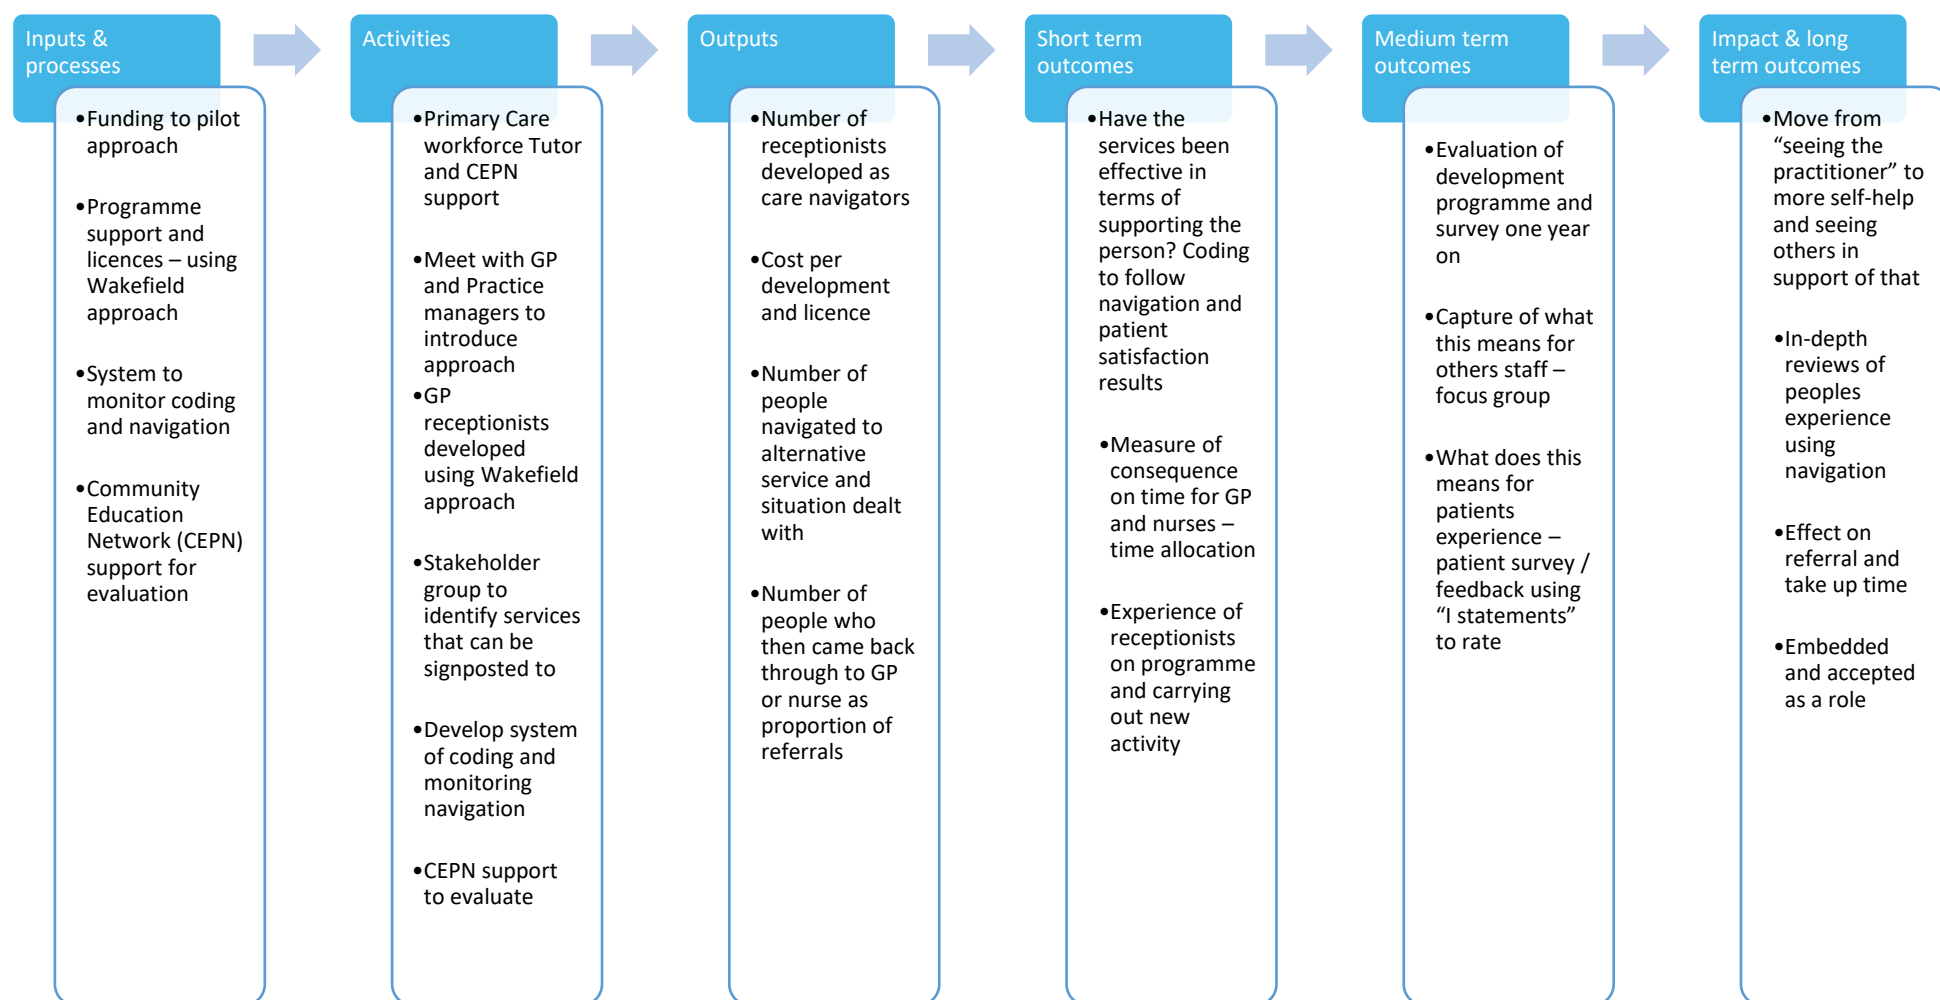 Inputs &
processes
•Funding to pilot
approach
•Programme
support and
licences – using
Wakefield
approach
•System to
monitor coding
and navigation
•Community
Education
Network (CEPN)
support for
evaluation
Activities
•Primary Care
workforce Tutor
and CEPN
support
•Meet with GP
and Practice
managers to
introduce
approach
•GP
receptionists
developed
using Wakefield
approach
•Stakeholder
group to
identify services
that can be
signposted to
•Develop system
of coding and
monitoring
navigation
•CEPN support
to evaluate
Outputs
•Number of
receptionists
developed as
care navigators
•Cost per
development
and licence
•Number of
people
navigated to
alternative
service and
situation dealt
with
•Number of
people who
then came back
through to GP
or nurse as
proportion of
referrals
Short term
outcomes
•Have the
services been
effective in
terms of
supporting the
person? Coding
to follow
navigation and
patient
satisfaction
results
•Measure of
consequence
on time for GP
and nurses –
time allocation
•Experience of
receptionists
on programme
and carrying
out new
activity
Medium term
outcomes
•Evaluation of
development
programme and
survey one year
on
•Capture of what
this means for
others staff –
focus group
•What does this
means for
patients
experience –
patient survey /
feedback using
“I statements”
to rate
Impact & long
term outcomes
•Move from
“seeing the
practitioner” to
more self-help
and seeing
others in
support of that
•In-depth
reviews of
peoples
experience
using
navigation
•Effect on
referral and
take up time
•Embedded
and accepted
as a role